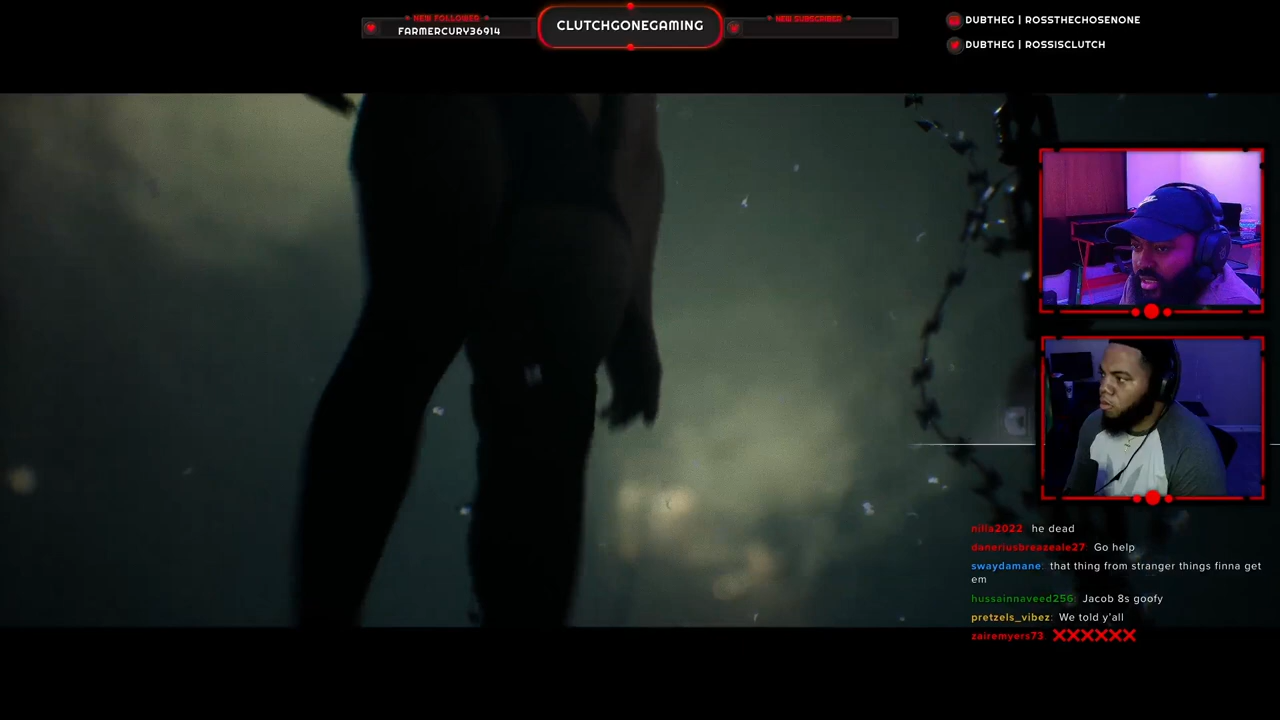 NEW FOLLOWED
FARMERCURY36914
CLUTCHGONEGAMING
NEW SUBSCRIBER
DUBTHEG | ROSSTHECHOSENONE
DUBTHEG | ROSSISCLUTCH
nilla2022 he dead
daneriusbreazeale27: Go help
swaydamane: that thing from stranger things finna get
em
hussainnaveed256: Jacob 8s goofy
pretzels_vibez: We told y'all
zairemyers73: ❌❌❌❌❌❌